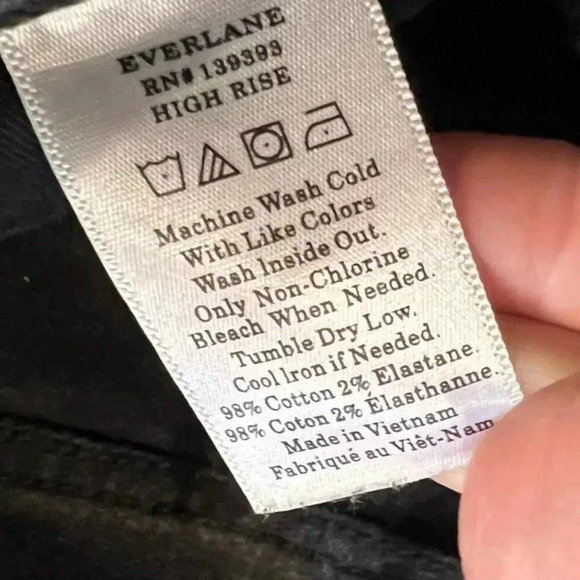 EVERLANE
RN# 139393
HIGH RISE
Machine Wash Cold
With Like Colors
Wash Inside Out.
Only Non-Chlorine
Bleach When Needed.
Tumble Dry Low.
Cool Iron if Needed.
98% Cotton 2% Elastane.
98% Coton 2% Élasthanne.
Made in Vietnam
Fabriqué au Viêt-Nam